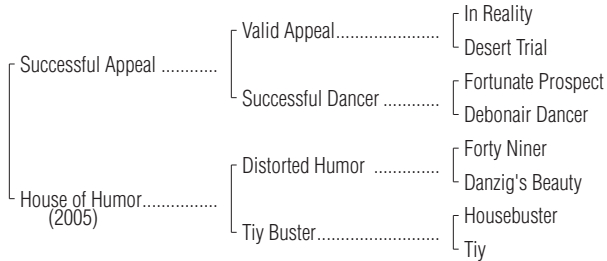 In Reality
Valid Appeal..................
Desert Trial
Successful Appeal ............
Fortunate Prospect
Successful Dancer .............
Debonair Dancer
Forty Niner
Distorted Humor ..............
Danzig's Beauty
House of Humor................
(2005)
Housebuster
Tiy Buster......................
Tiy